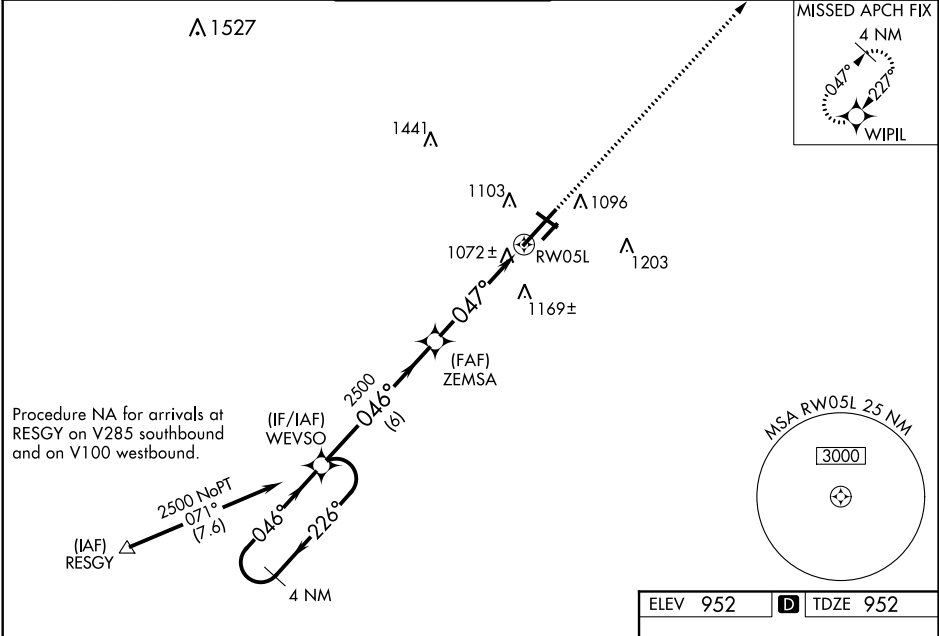 1527
MISSED APCH FIX
4 NM
047°
227°
WIPIL
1441
1103
1096
1072±
RW05L
1203
1169±
047°
(FAF)
ZEMSA
2500
046°
(6)
Procedure NA for arrivals at
RESGY on V285 southbound
and on V100 westbound.
(IF/IAF)
WEVSO
2500 NoPT
071°
(7.6)
(IAF)
RESGY
046°
226°
4 NM
MSA RW05L 25 NM
3000
ELEV 952 D TDZE 952